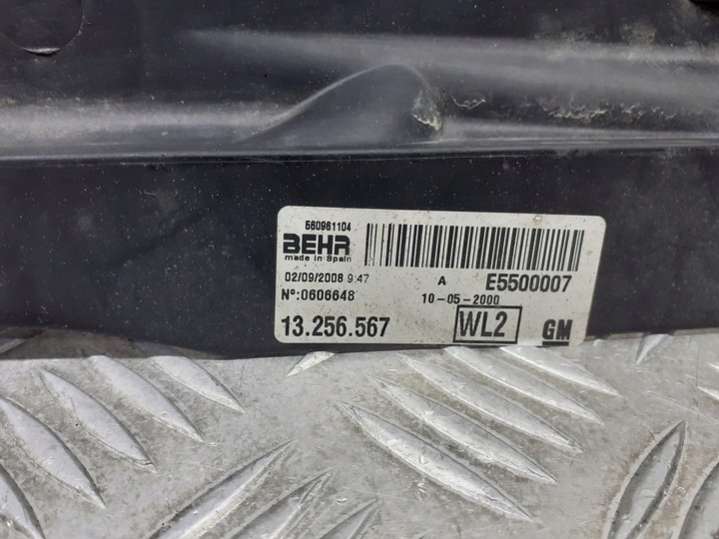 560961104
BEHR
made in Spain
02/09/2008 9:47
A
E5500007
Nº:0606648
10-05-2000
13.256.567
WL2
GM